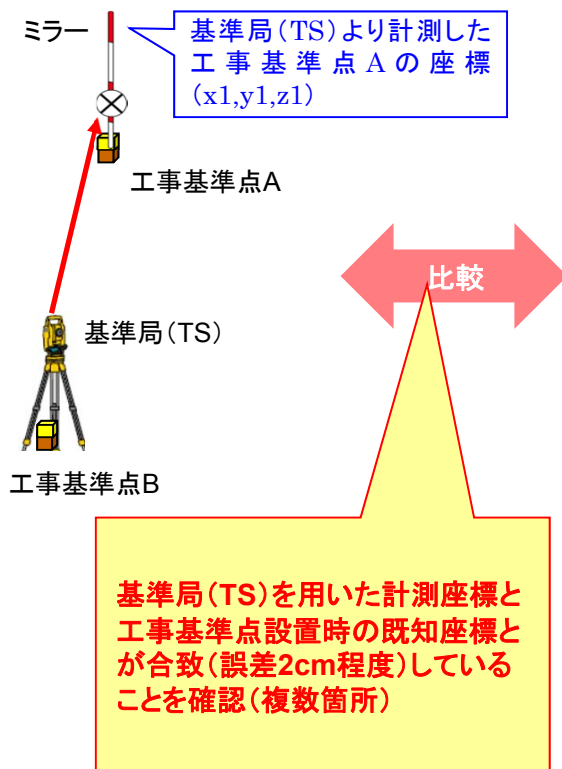 ミラー
基準局(TS)より計測した
工事基準点Aの座標
(x1,y1,z1)
工事基準点A
比較
基準局(TS)
工事基準点B
基準局(TS)を用いた計測座標と
工事基準点設置時の既知座標と
が合致(誤差2cm程度)している
ことを確認(複数箇所)